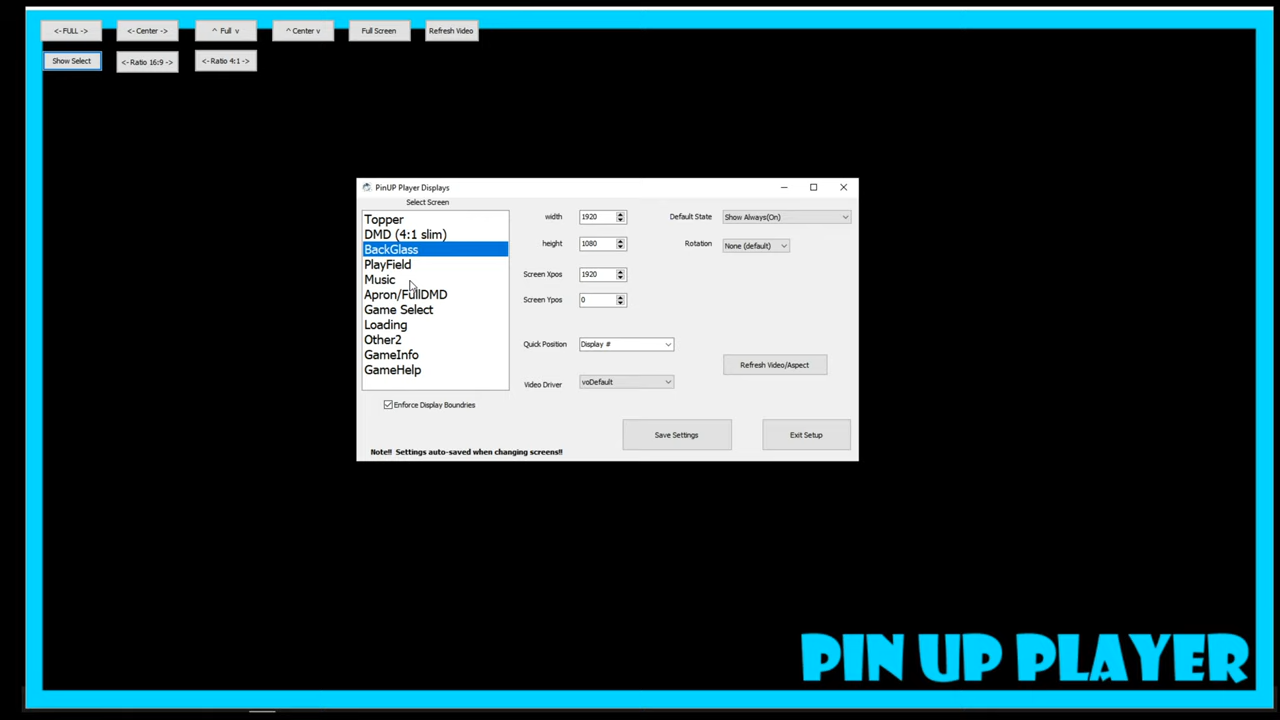 <- FULL -> <- Center -> ^ Full v ^ Center v Full Screen Refresh Video
Show Select <- Ratio 16:9 -> <- Ratio 4:1 ->
PinUP Player Displays
Select Screen
Topper
DMD (4:1 slim)
BackGlass
PlayField
Music
Apron/FullDMD
Game Select
Loading
Other2
GameInfo
GameHelp
Enforce Display Boundries
Note!! Settings auto-saved when changing screens!!
width 1920
height 1080
Screen Xpos 1920
Screen Ypos 0
Quick Position Display #
Video Driver voDefault
Default State Show Always(On)
Rotation None (default)
Refresh Video/Aspect
Save Settings Exit Setup
PIN UP PLAYER